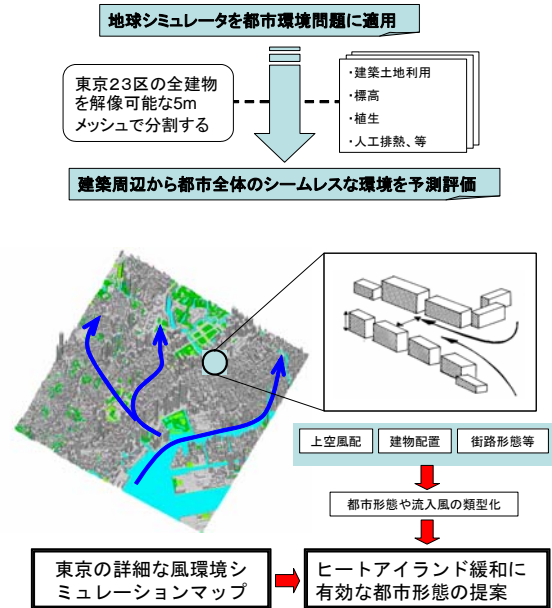 地球シミュレータを都市環境問題に適用
東京23区の全建物
を解像可能な5m
メッシュで分割する
・建築土地利用
・標高
・植生
・人工排熱、等
建築周辺から都市全体のシームレスな環境を予測評価
上空風配
建物配置
街路形態等
都市形態や流入風の類型化
東京の詳細な風環境シ
ミュレーションマップ
ヒートアイランド緩和に
有効な都市形態の提案